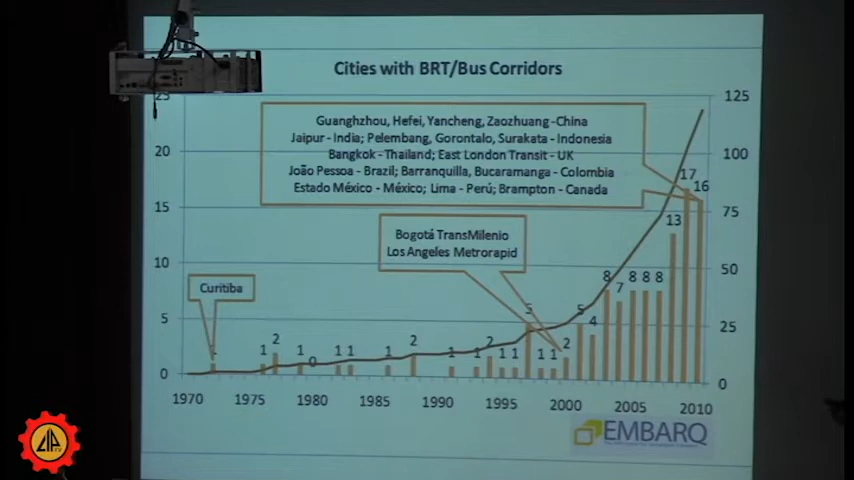 Cities with BRT/Bus Corridors
25
20
15
10
5
0
125
100
75
50
25
0
Guanghzhou, Hefei, Yancheng, Zaozhuang -China
Jaipur - India; Pelembang, Gorontalo, Surakata - Indonesia
Bangkok - Thailand; East London Transit - UK
João Pessoa - Brazil; Barranquilla, Bucaramanga - Colombia
Estado México - México; Lima - Perú; Brampton - Canada
Bogotá TransMilenio
Los Angeles Metrorapid
Curitiba
1 1 2 1 0 1 1 1 2 1 1 2 1 1 5 1 1 2 5 4 8 7 8 8 8 13 17 16
1970 1975 1980 1985 1990 1995 2000 2005 2010
EMBARQ